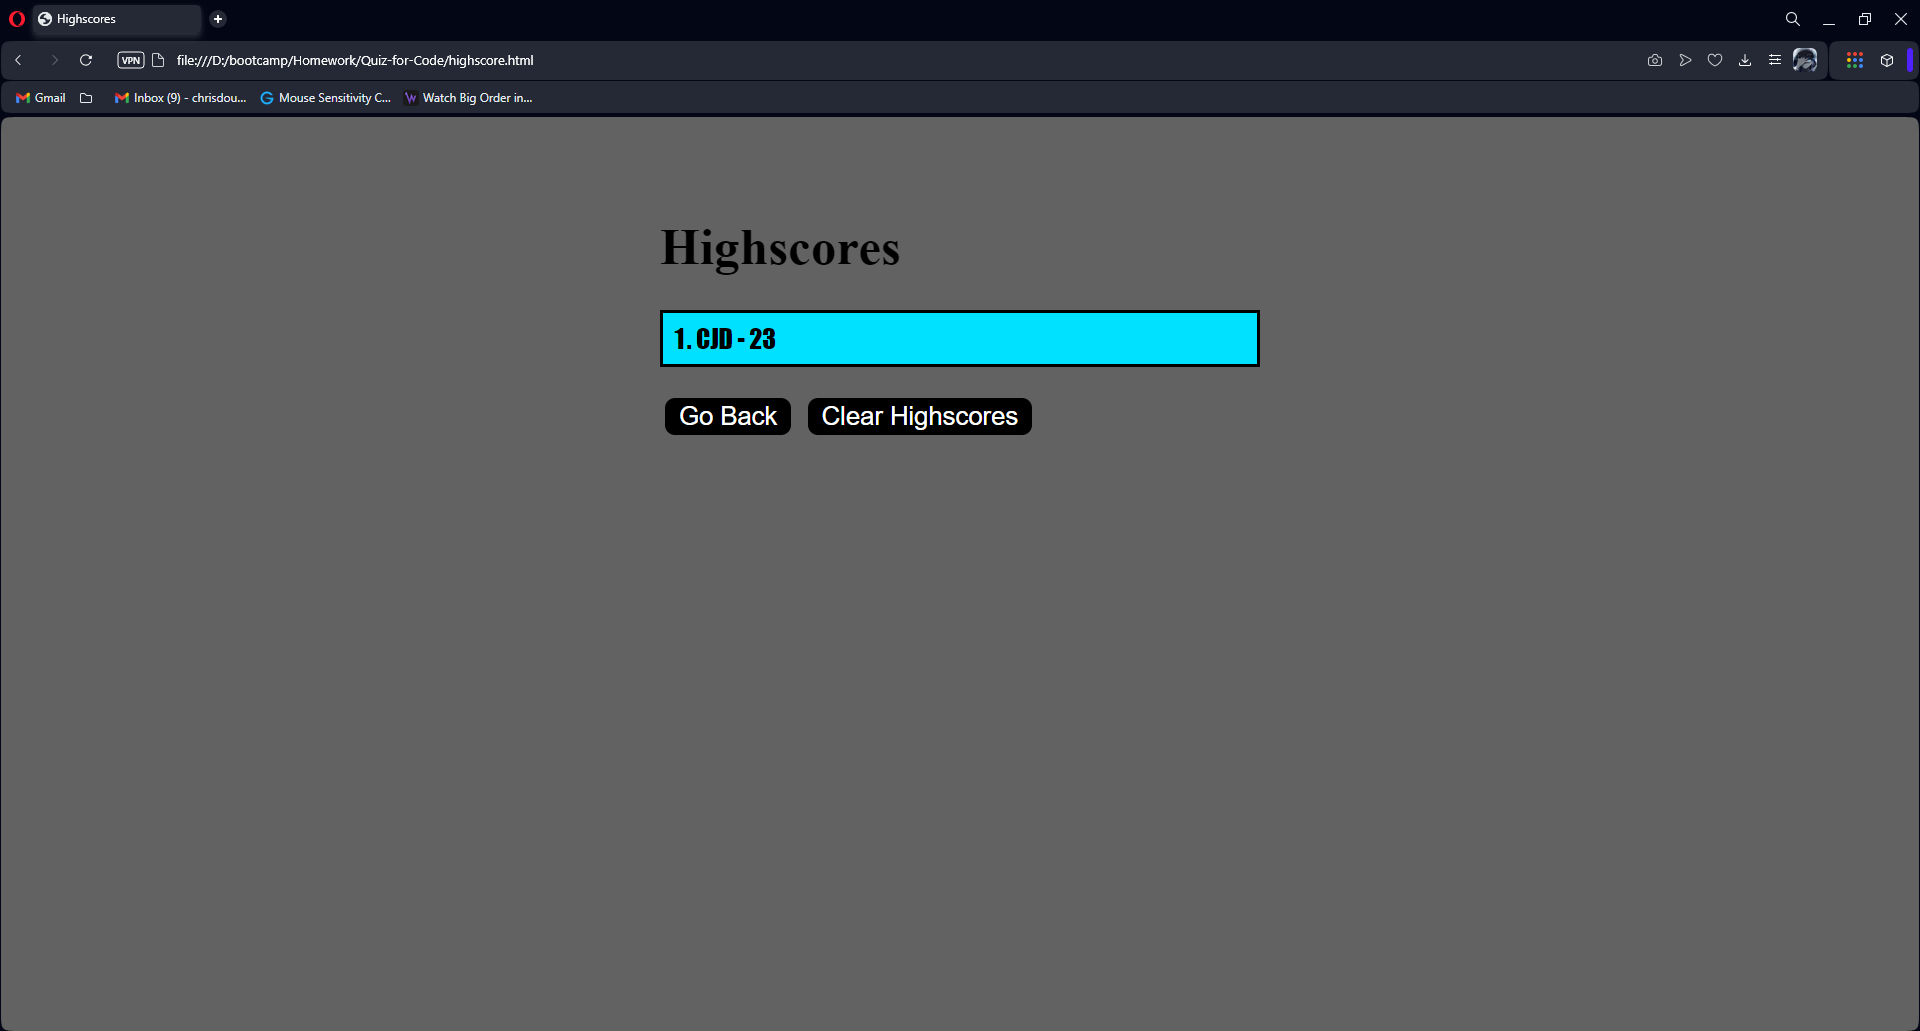 Highscores
VPN
file:///D:/bootcamp/Homework/Quiz-for-Code/highscore.html
Gmail
Inbox (9) - chrisdou...
Mouse Sensitivity C...
Watch Big Order in...
Highscores
1. CJD - 23
Go Back
Clear Highscores